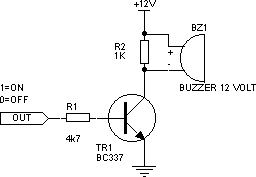 +12V
BZ1
R2
1K
+
-
BUZZER 12 VOLT
1=ON
0=OFF
OUT
R1
4k7
TR1
BC337